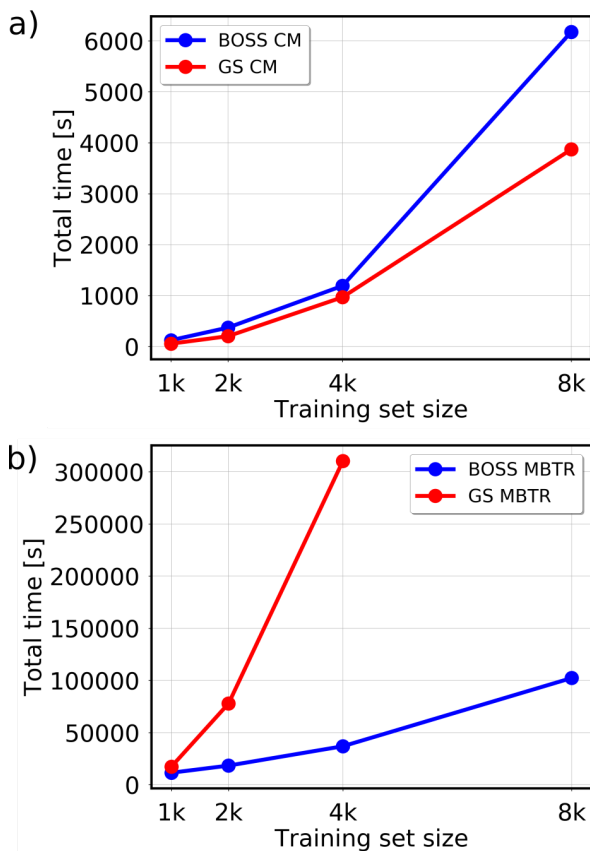 a)
BOSS CM
GS CM
Total time [s]
6000
5000
4000
3000
2000
1000
0
1k 2k 4k 8k
Training set size
b)
BOSS MBTR
GS MBTR
Total time [s]
300000
250000
200000
150000
100000
50000
0
1k 2k 4k 8k
Training set size